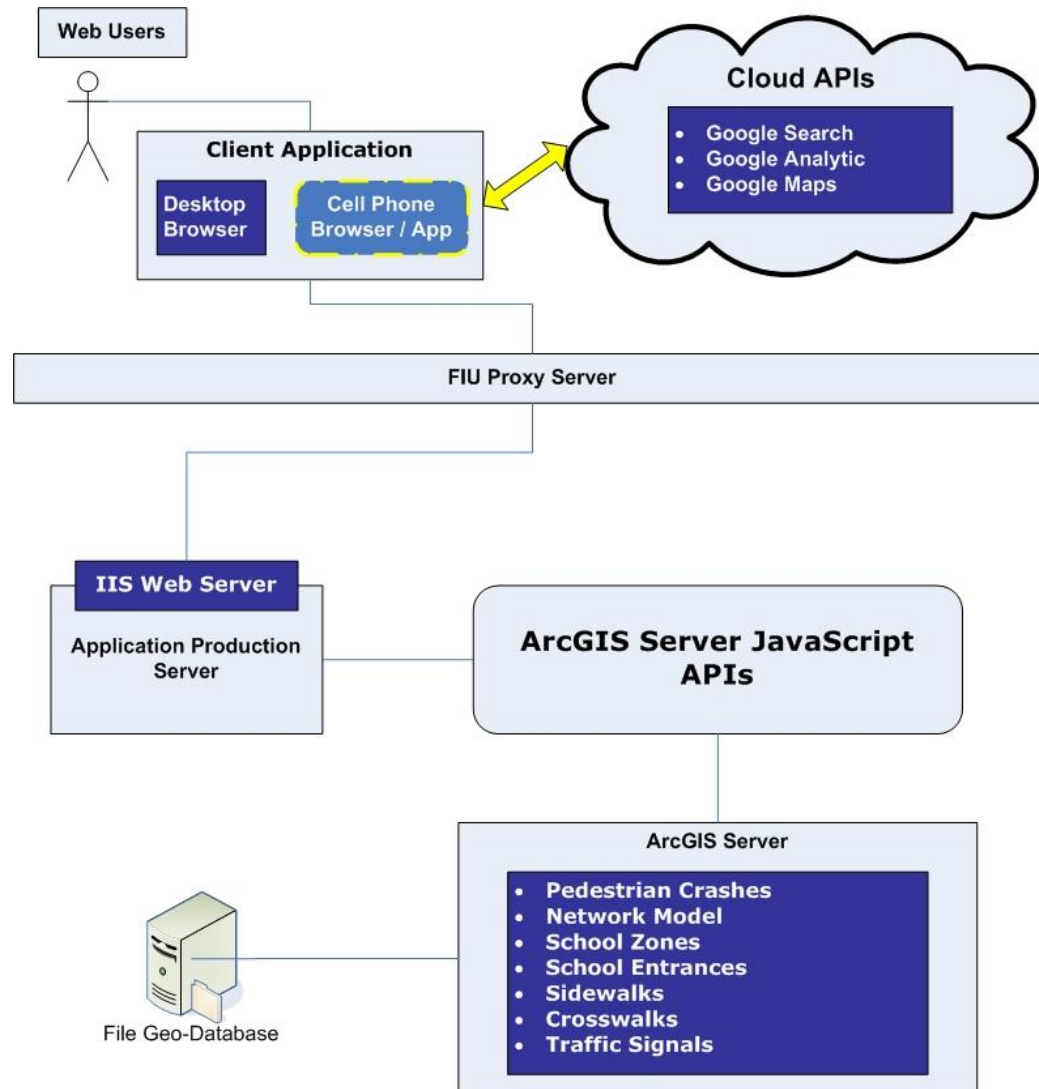 Web Users
Cloud APIs
• Google Search
• Google Analytic
• Google Maps
Client Application
Desktop
Browser
Cell Phone
Browser / App
FIU Proxy Server
IIS Web Server
Application Production
Server
ArcGIS Server JavaScript
APIs
ArcGIS Server
• Pedestrian Crashes
• Network Model
• School Zones
• School Entrances
• Sidewalks
• Crosswalks
• Traffic Signals
File Geo-Database